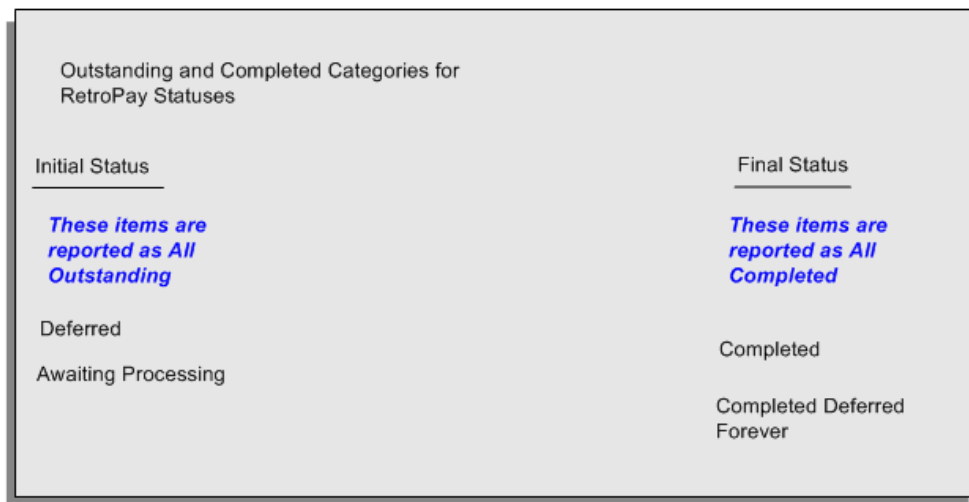 Outstanding and Completed Categories for
RetroPay Statuses
Initial Status
These items are
reported as All
Outstanding
Deferred
Awaiting Processing
Final Status
These items are
reported as All
Completed
Completed
Completed Deferred
Forever